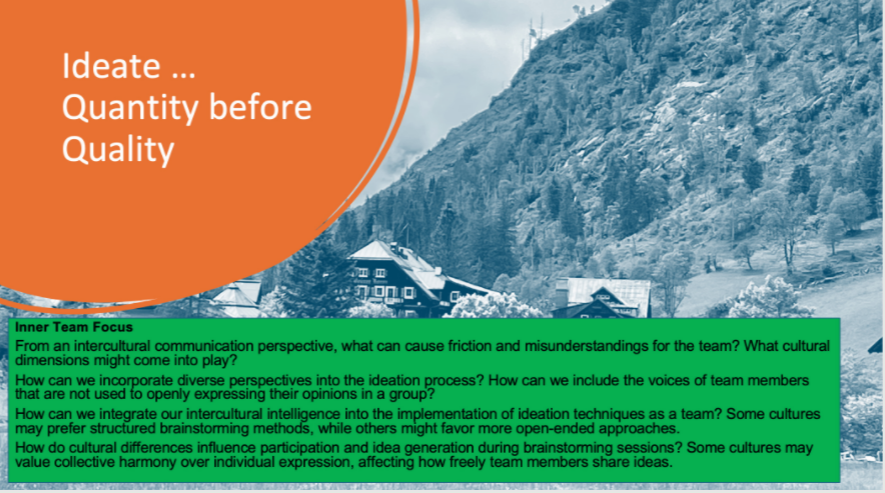 Ideate ...
Quantity before
Quality
Inner Team Focus
From an intercultural communication perspective, what can cause friction and misunderstandings for the team? What cultural
dimensions might come into play?
How can we incorporate diverse perspectives into the ideation process? How can we include the voices of team members
that are not used to openly expressing their opinions in a group?
How can we integrate our intercultural intelligence into the implementation of ideation techniques as a team? Some cultures
may prefer structured brainstorming methods, while others might favor more open-ended approaches.
How do cultural differences influence participation and idea generation during brainstorming sessions? Some cultures may
value collective harmony over individual expression, affecting how freely team members share ideas.